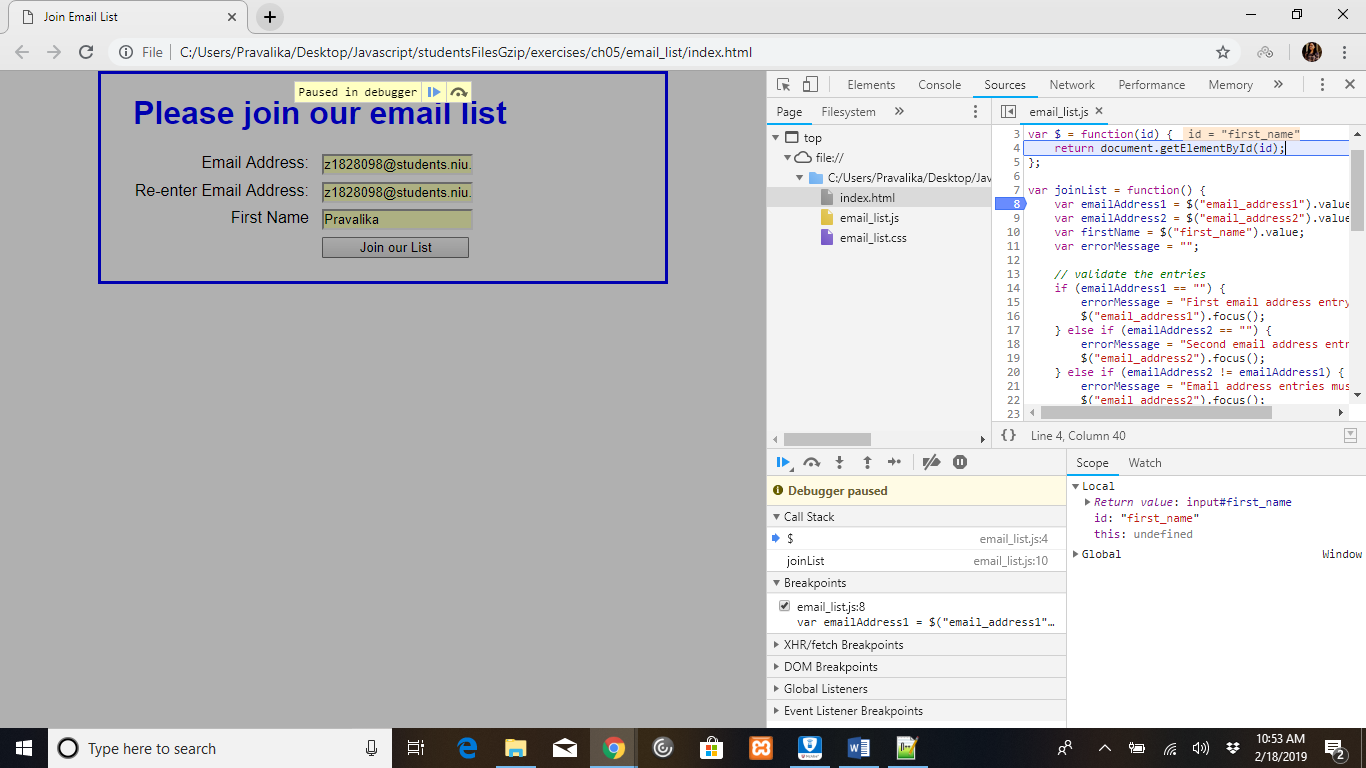 Join Email List
File
C:/Users/Pravalika/Desktop/Javascript/studentsFilesGzip/exercises/ch05/email_list/index.html
Paused in debugger
Please join our email list
Email Address: z1828098@students.niu.
Re-enter Email Address: z1828098@students.niu.
First Name Pravalika
Join our List
Elements Console Sources Network Performance Memory »
Page Filesystem »
top
file://
C:/Users/Pravalika/Desktop/Jav
index.html
email_list.js
email_list.css
email_list.js
3 var $ = function(id) { id = "first_name"
4 return document.getElementById(id);
5 };
6
7 var joinList = function() {
8 var emailAddress1 = $("email_address1").value
9 var emailAddress2 = $("email_address2").value
10 var firstName = $("first_name").value;
11 var errorMessage = "";
12
13 // validate the entries
14 if (emailAddress1 == "") {
15 errorMessage = "First email address entry
16 $("email_address1").focus();
17 } else if (emailAddress2 == "") {
18 errorMessage = "Second email address entr
19 $("email_address2").focus();
20 } else if (emailAddress2 != emailAddress1) {
21 errorMessage = "Email address entries mus
22 $("email_address2").focus();
23
{} Line 4, Column 40
Debugger paused
Call Stack
$ email_list.js:4
joinList email_list.js:10
Breakpoints
email_list.js:8
var emailAddress1 = $("email_address1"…
XHR/fetch Breakpoints
DOM Breakpoints
Global Listeners
Event Listener Breakpoints
Scope Watch
Local
Return value: input#first_name
id: "first_name"
this: undefined
Global Window
Type here to search
10:53 AM
2/18/2019
2